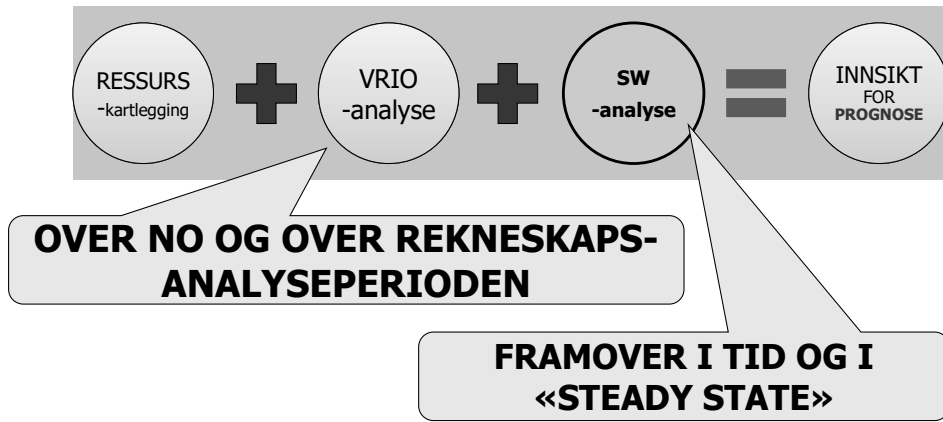 RESSURS
-kartlegging
VRIO
-analyse
SW
-analyse
INNSIKT
FOR
PROGNOSE
OVER NO OG OVER REKNESKAPS-
ANALYSEPERIODEN
FRAMOVER I TID OG I
«STEADY STATE»